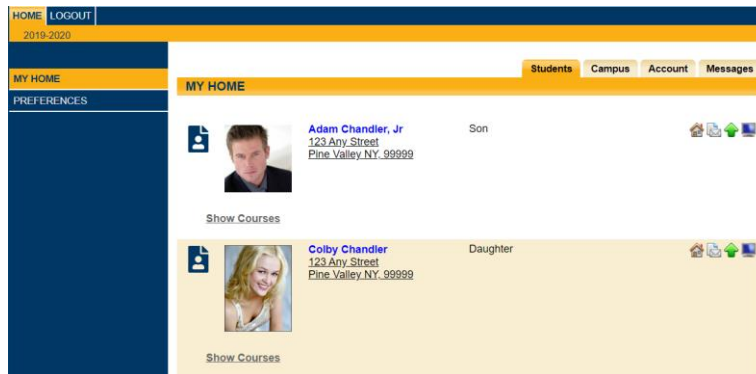 HOME LOGOUT
2019-2020
Students Campus Account Messages
MY HOME
PREFERENCES
MY HOME
Adam Chandler, Jr Son
123 Any Street
Pine Valley NY, 99999
Show Courses
Colby Chandler Daughter
123 Any Street
Pine Valley NY, 99999
Show Courses